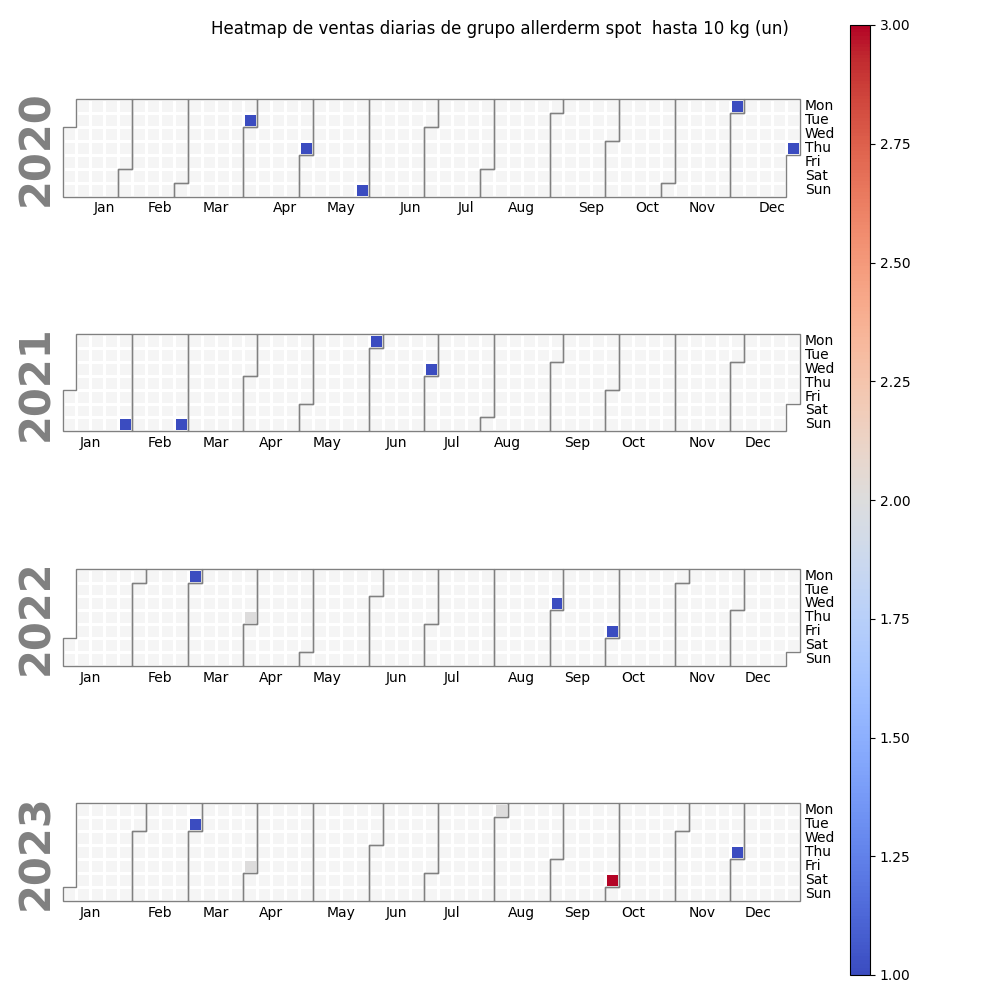 Heatmap de ventas diarias de grupo allerderm spot  hasta 10 kg (un)
2020
Mon
Tue
Wed
Thu
Fri
Sat
Sun
Jan Feb Mar Apr May Jun Jul Aug Sep Oct Nov Dec
2021
Mon
Tue
Wed
Thu
Fri
Sat
Sun
Jan Feb Mar Apr May Jun Jul Aug Sep Oct Nov Dec
2022
Mon
Tue
Wed
Thu
Fri
Sat
Sun
Jan Feb Mar Apr May Jun Jul Aug Sep Oct Nov Dec
2023
Mon
Tue
Wed
Thu
Fri
Sat
Sun
Jan Feb Mar Apr May Jun Jul Aug Sep Oct Nov Dec
3.00
2.75
2.50
2.25
2.00
1.75
1.50
1.25
1.00